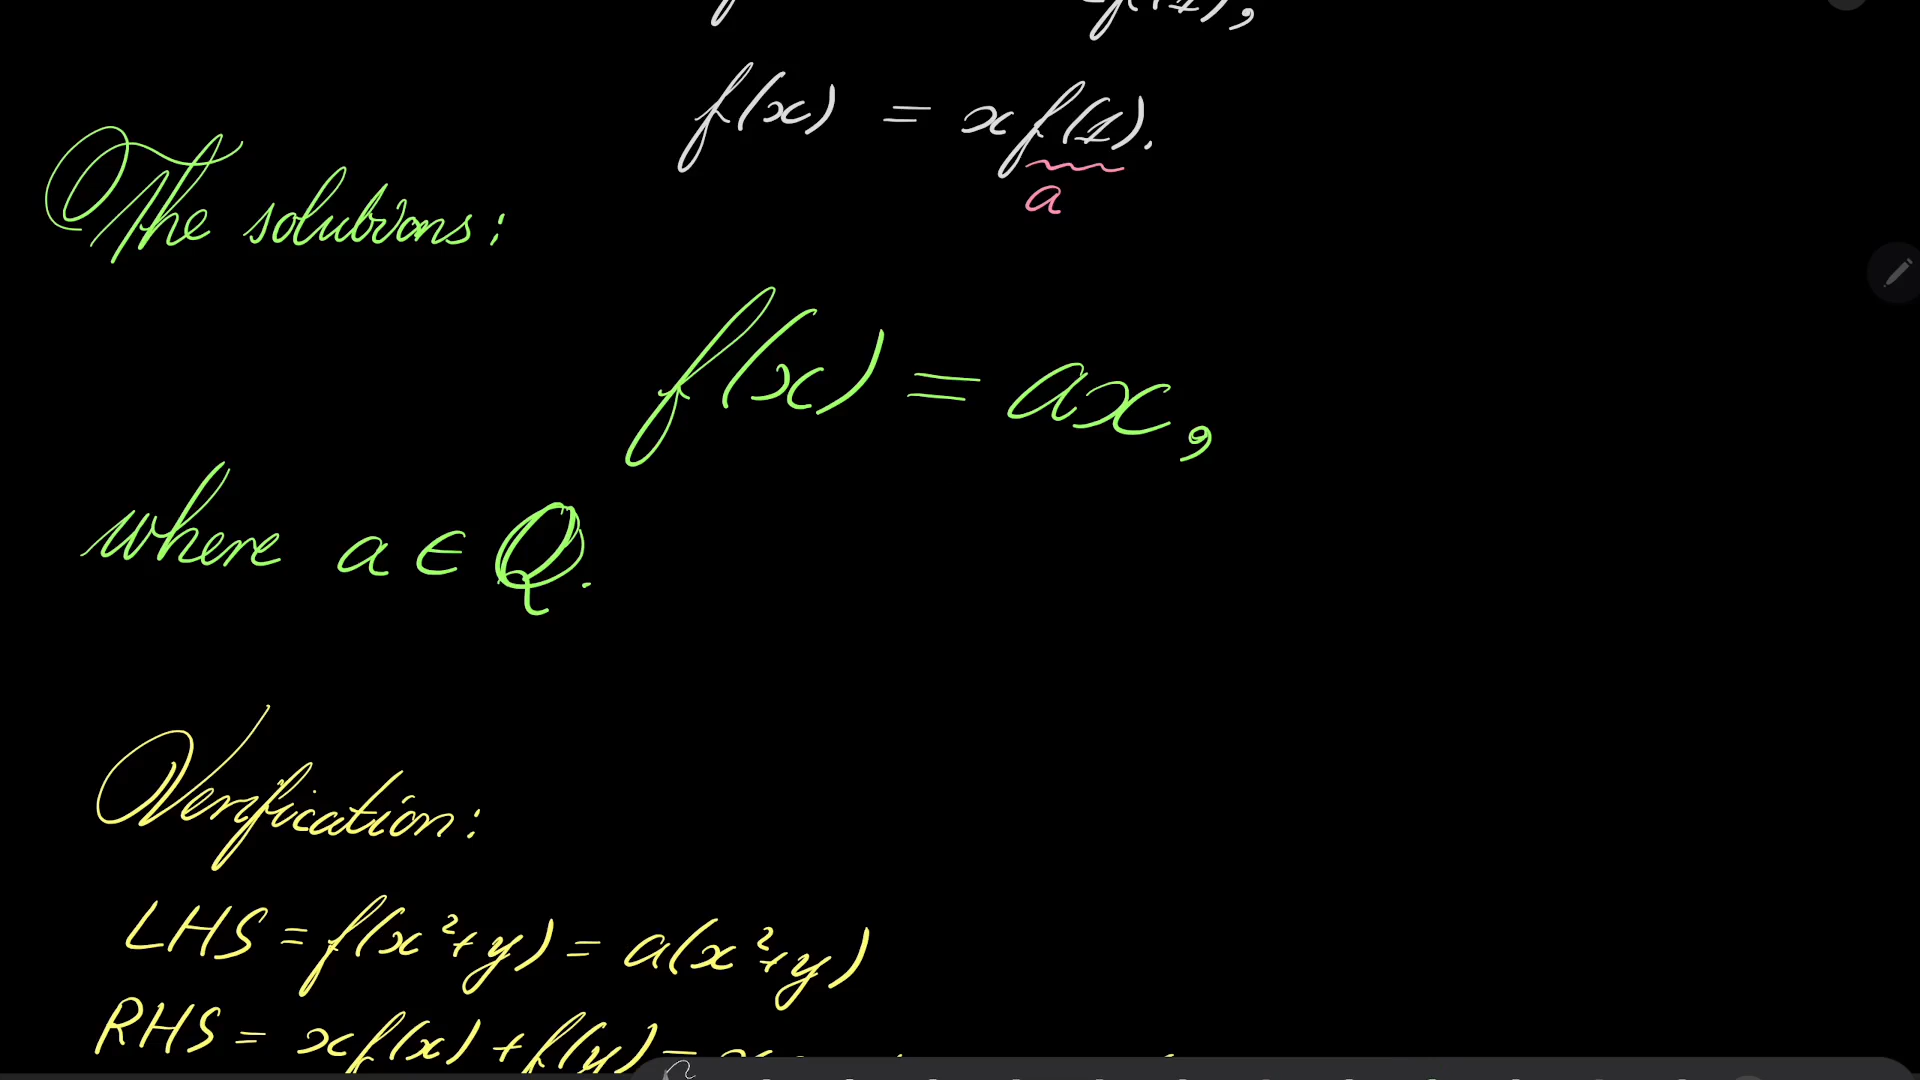 f(x) = xf(1).
a
The solutions:
f(x) = ax,
where a ∈ Q.
Verification:
LHS = f(x²+y) = a(x²+y)
RHS = xf(x) + f(y) =